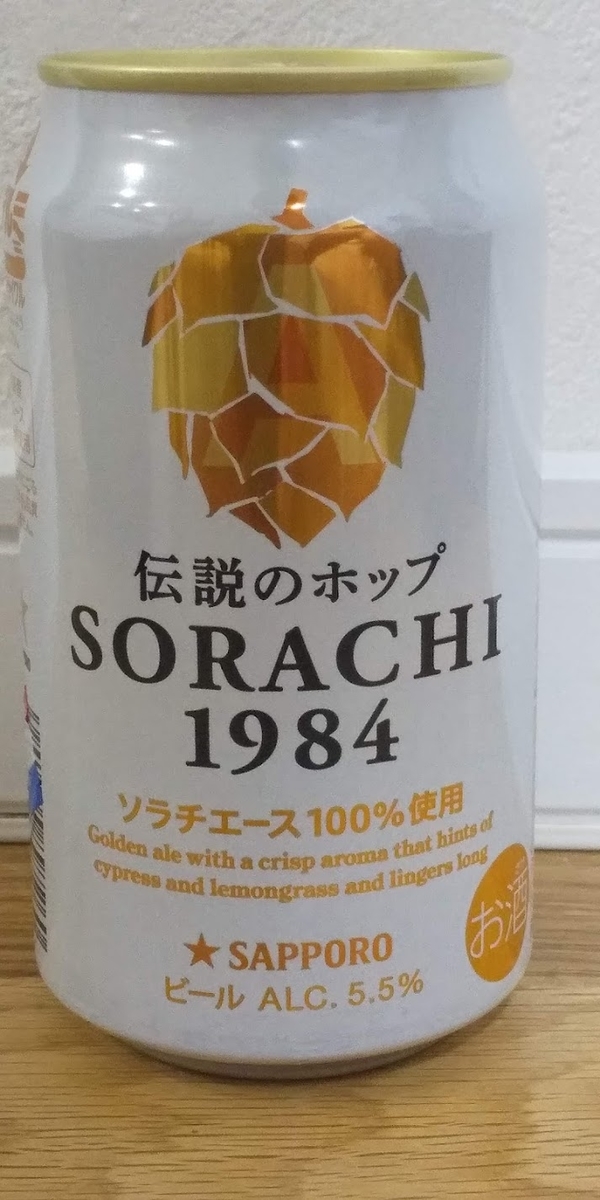 伝説のホップ
SORACHI
1984
ソラチエース100%使用
Golden ale with a crisp aroma that hints of
cypress and lemongrass and lingers long
お酒
★ SAPPORO
ビール ALC. 5.5%